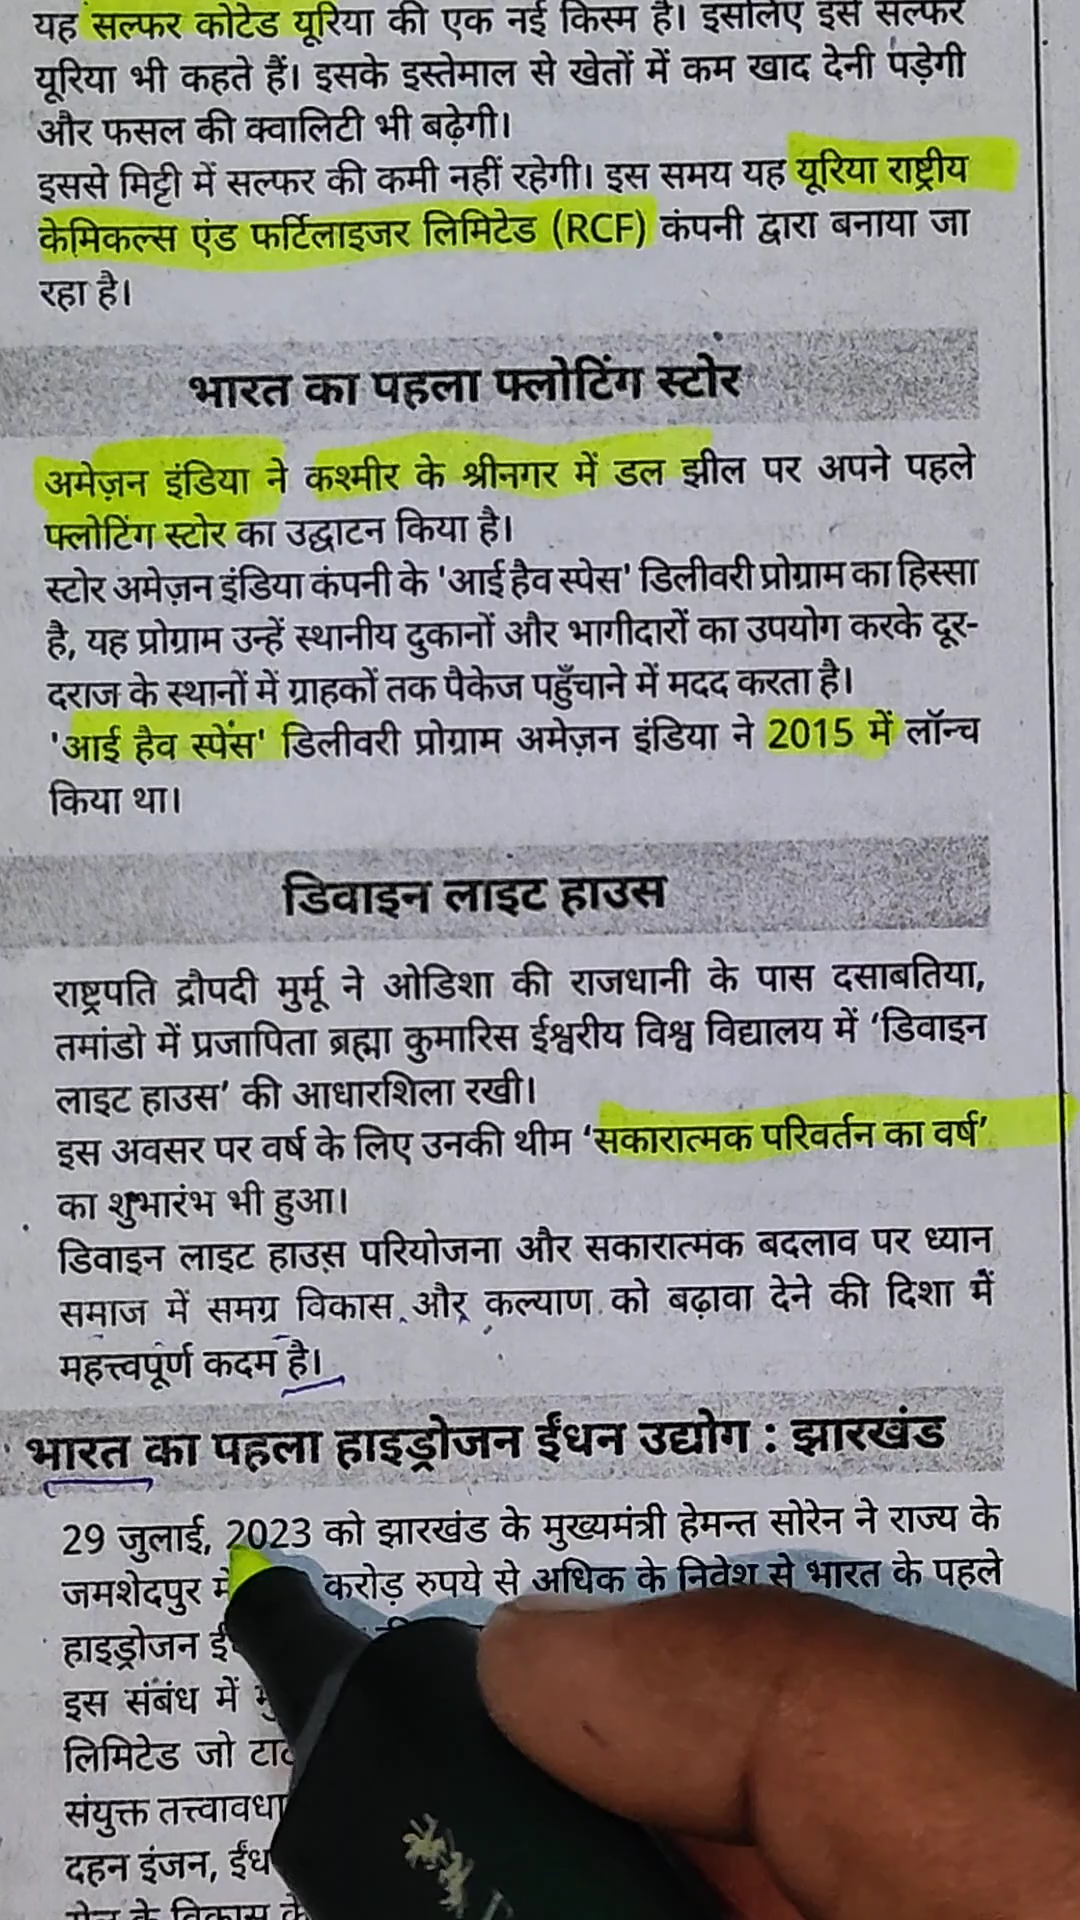 यह सल्फर कोटेड यूरिया की एक नई किस्म है। इसलिए इसे सल्फर
यूरिया भी कहते हैं। इसके इस्तेमाल से खेतों में कम खाद देनी पड़ेगी
और फसल की क्वालिटी भी बढ़ेगी।
इससे मिट्टी में सल्फर की कमी नहीं रहेगी। इस समय यह यूरिया राष्ट्रीय
केमिकल्स एंड फर्टिलाइजर लिमिटेड (RCF) कंपनी द्वारा बनाया जा
रहा है।
भारत का पहला फ्लोटिंग स्टोर
अमेज़न इंडिया ने कश्मीर के श्रीनगर में डल झील पर अपने पहले
फ्लोटिंग स्टोर का उद्घाटन किया है।
स्टोर अमेज़न इंडिया कंपनी के 'आई हैव स्पेस' डिलीवरी प्रोग्राम का हिस्सा
है, यह प्रोग्राम उन्हें स्थानीय दुकानों और भागीदारों का उपयोग करके दूर-
दराज के स्थानों में ग्राहकों तक पैकेज पहुँचाने में मदद करता है।
'आई हैव स्पेस' डिलीवरी प्रोग्राम अमेज़न इंडिया ने 2015 में लॉन्च
किया था।
डिवाइन लाइट हाउस
राष्ट्रपति द्रौपदी मुर्मू ने ओडिशा की राजधानी के पास दसाबतिया,
तमांडो में प्रजापिता ब्रह्मा कुमारिस ईश्वरीय विश्व विद्यालय में ‘डिवाइन
लाइट हाउस’ की आधारशिला रखी।
इस अवसर पर वर्ष के लिए उनकी थीम ‘सकारात्मक परिवर्तन का वर्ष’
का शुभारंभ भी हुआ।
डिवाइन लाइट हाउस परियोजना और सकारात्मक बदलाव पर ध्यान
समाज में समग्र विकास और कल्याण को बढ़ावा देने की दिशा में
महत्त्वपूर्ण कदम है।
भारत का पहला हाइड्रोजन ईंधन उद्योग : झारखंड
29 जुलाई, 2023 को झारखंड के मुख्यमंत्री हेमन्त सोरेन ने राज्य के
जमशेदपुर में करोड़ रुपये से अधिक के निवेश से भारत के पहले
हाइड्रोजन
इस संबंध में
लिमिटेड जो
संयुक्त
दहन इंजन,
के विकास के